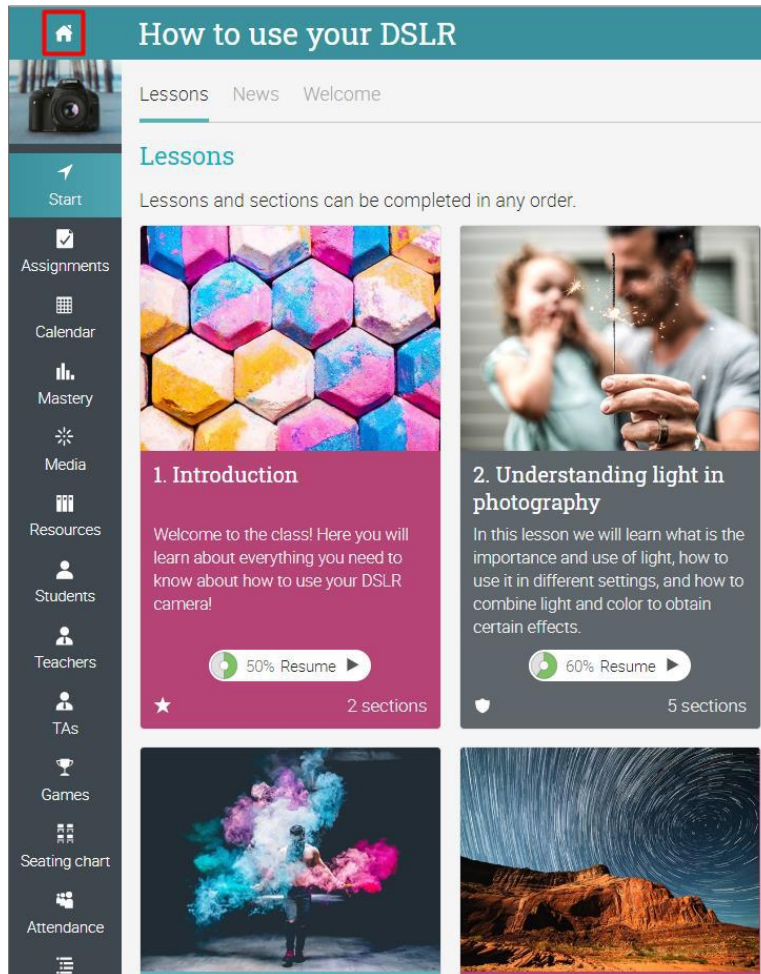 How to use your DSLR
Lessons News Welcome
Start
Assignments
Calendar
Mastery
Media
Resources
Students
Teachers
TAs
Games
Seating chart
Attendance
Lessons
Lessons and sections can be completed in any order.
1. Introduction
Welcome to the class! Here you will
learn about everything you need to
know about how to use your DSLR
camera!
50% Resume
2 sections
2. Understanding light in
photography
In this lesson we will learn what is the
importance and use of light, how to
use it in different settings, and how to
combine light and color to obtain
certain effects.
60% Resume
5 sections